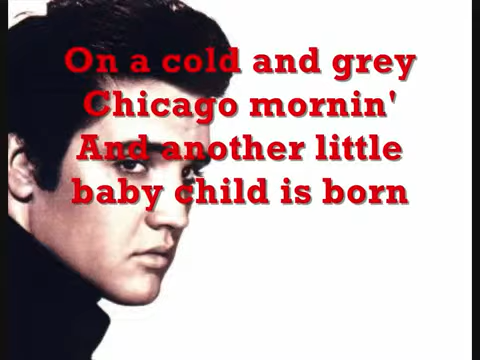 On a cold and grey
Chicago mornin'
And another little
baby child is born